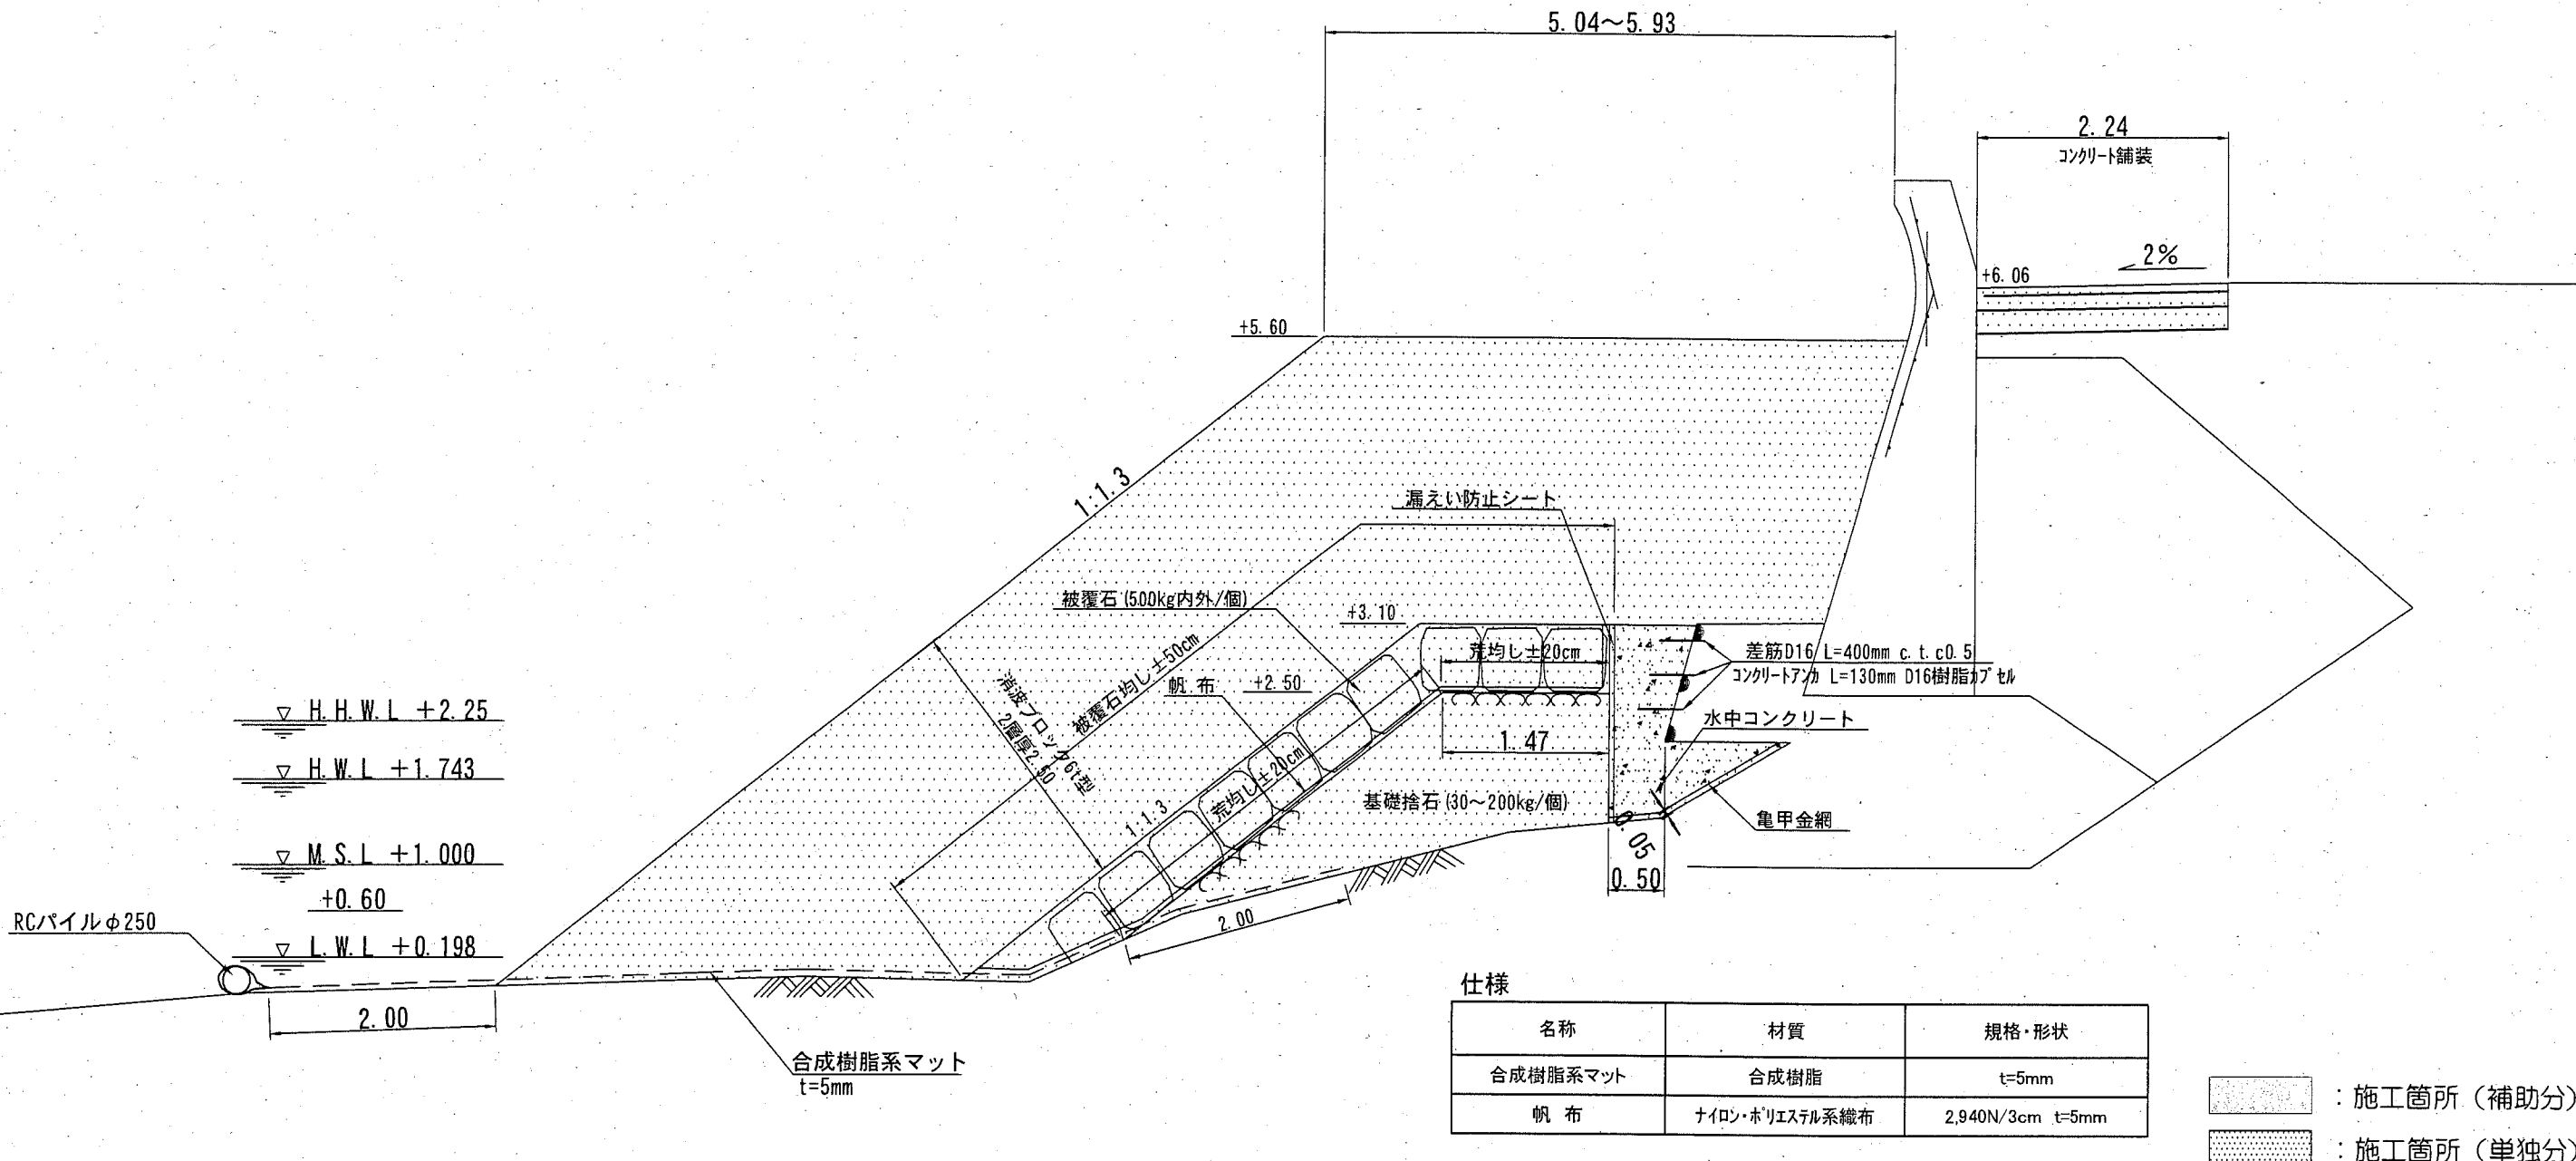 5.04～5.93
2.24
コンクリート舗装
2%
+6.06
+5.60
1:1.3
漏えい防止シート
被覆石(500kg内外/個)
+3.10
荒均し±20cm
差筋D16 L=400mm c.t.c0.5
コンクリートアンカ L=130mm D16樹脂カプセル
被覆石均し±50cm
帆布
+2.50
消波ブロック6t型
2層厚2.50
水中コンクリート
1.47
H.H.W.L +2.25
H.W.L +1.743
荒均し±20cm
基礎捨石(30～200kg/個)
1:1.3
亀甲金網
0.05
0.50
M.S.L +1.000
+0.60
RCパイルφ250
L.W.L +0.198
2.00
2.00
合成樹脂系マット
t=5mm
仕様
名称 材質 規格・形状
合成樹脂系マット 合成樹脂 t=5mm
帆布 ナイロン・ポリエステル系織布 2,940N/3cm t=5mm
：施工箇所（補助分）
：施工箇所（単独分）